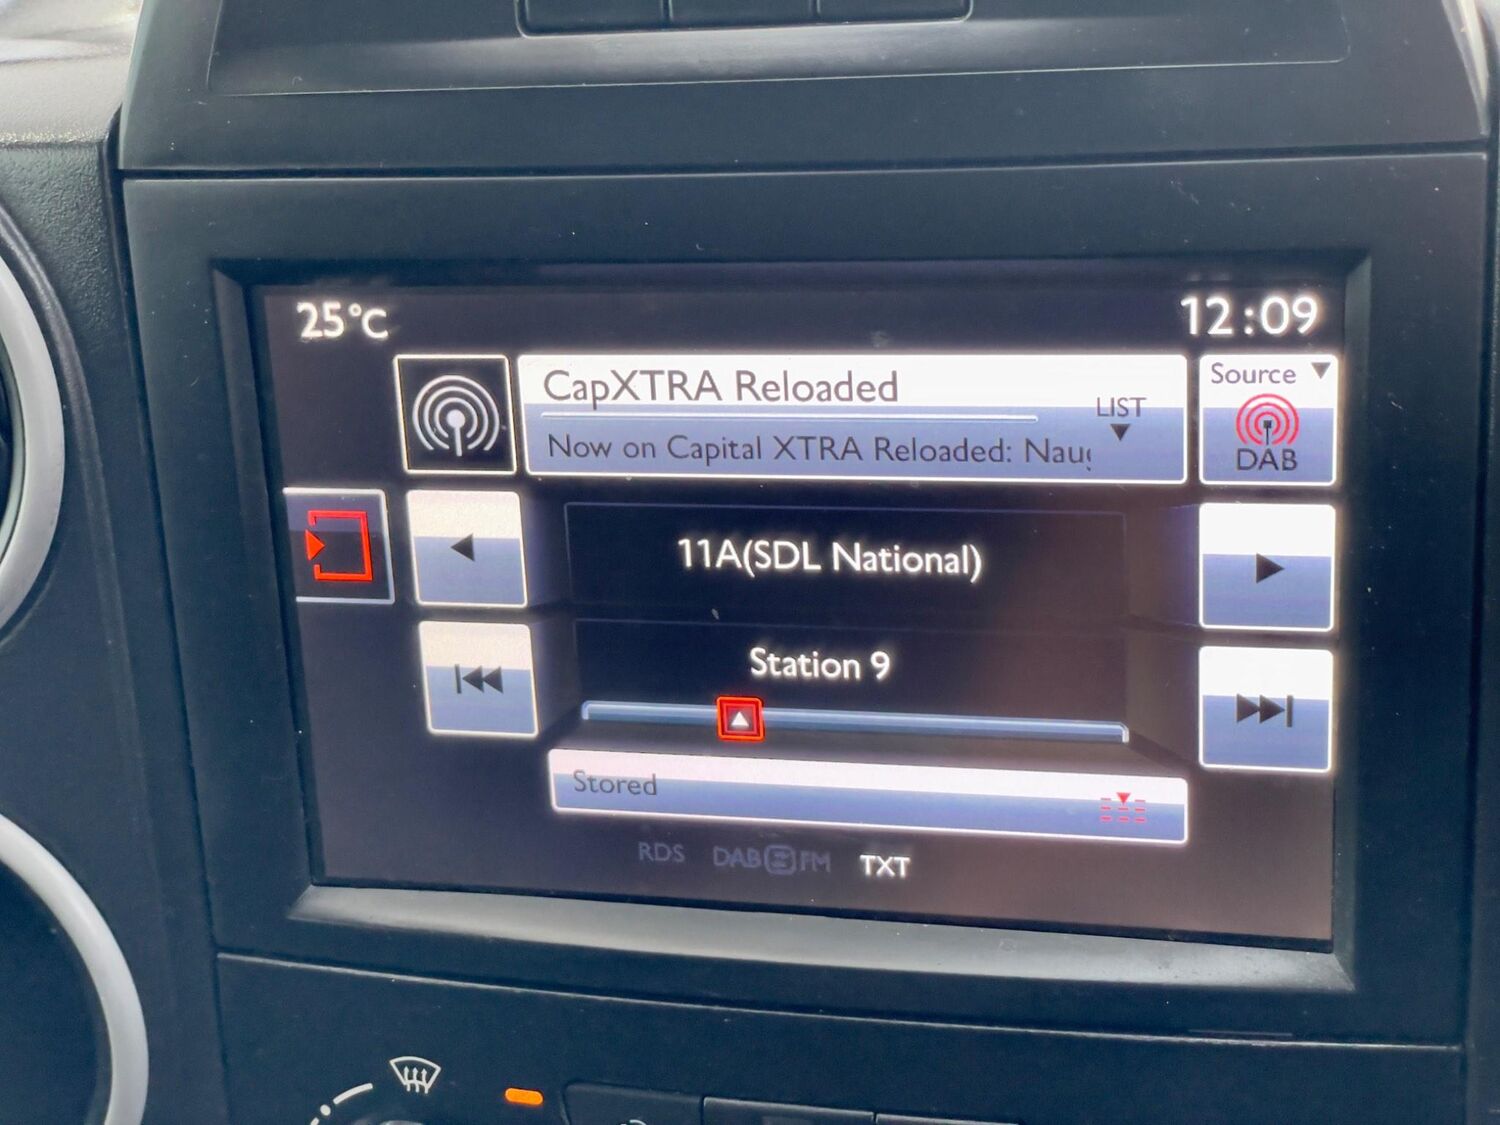 25°C
12:09
CapXTRA Reloaded
LIST
Now on Capital XTRA Reloaded: Naug
Source
DAB
11A(SDL National)
Station 9
Stored
RDS DAB FM TXT